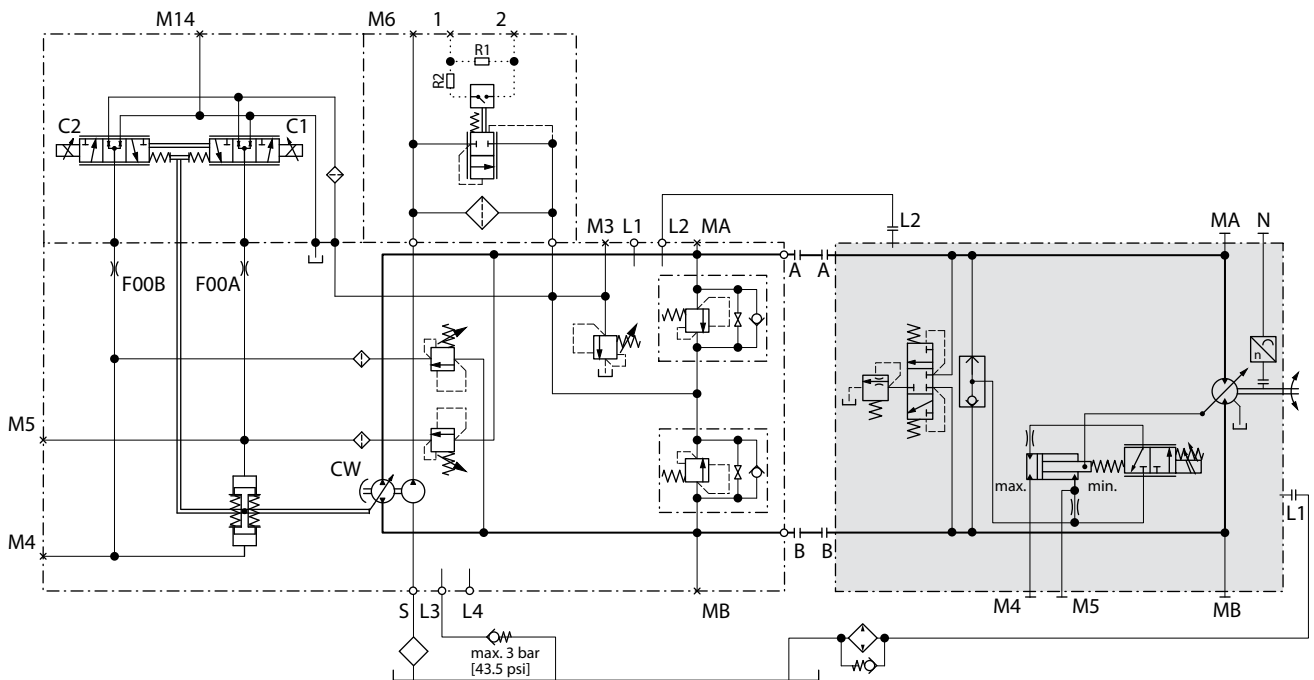 M14
M6
1
2
R1
R2
C2
C1
M3
L1
L2
MA
L2
MA
N
F00B
F00A
A
A
n
M5
CW
max.
min.
L1
M4
B
B
S
L3
L4
MB
M4
M5
MB
max. 3 bar
[43.5 psi]